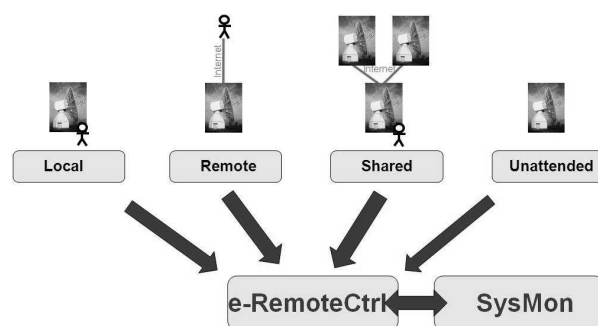 Internet
Internet
Local
Remote
Shared
Unattended
e-RemoteCtrl
SysMon